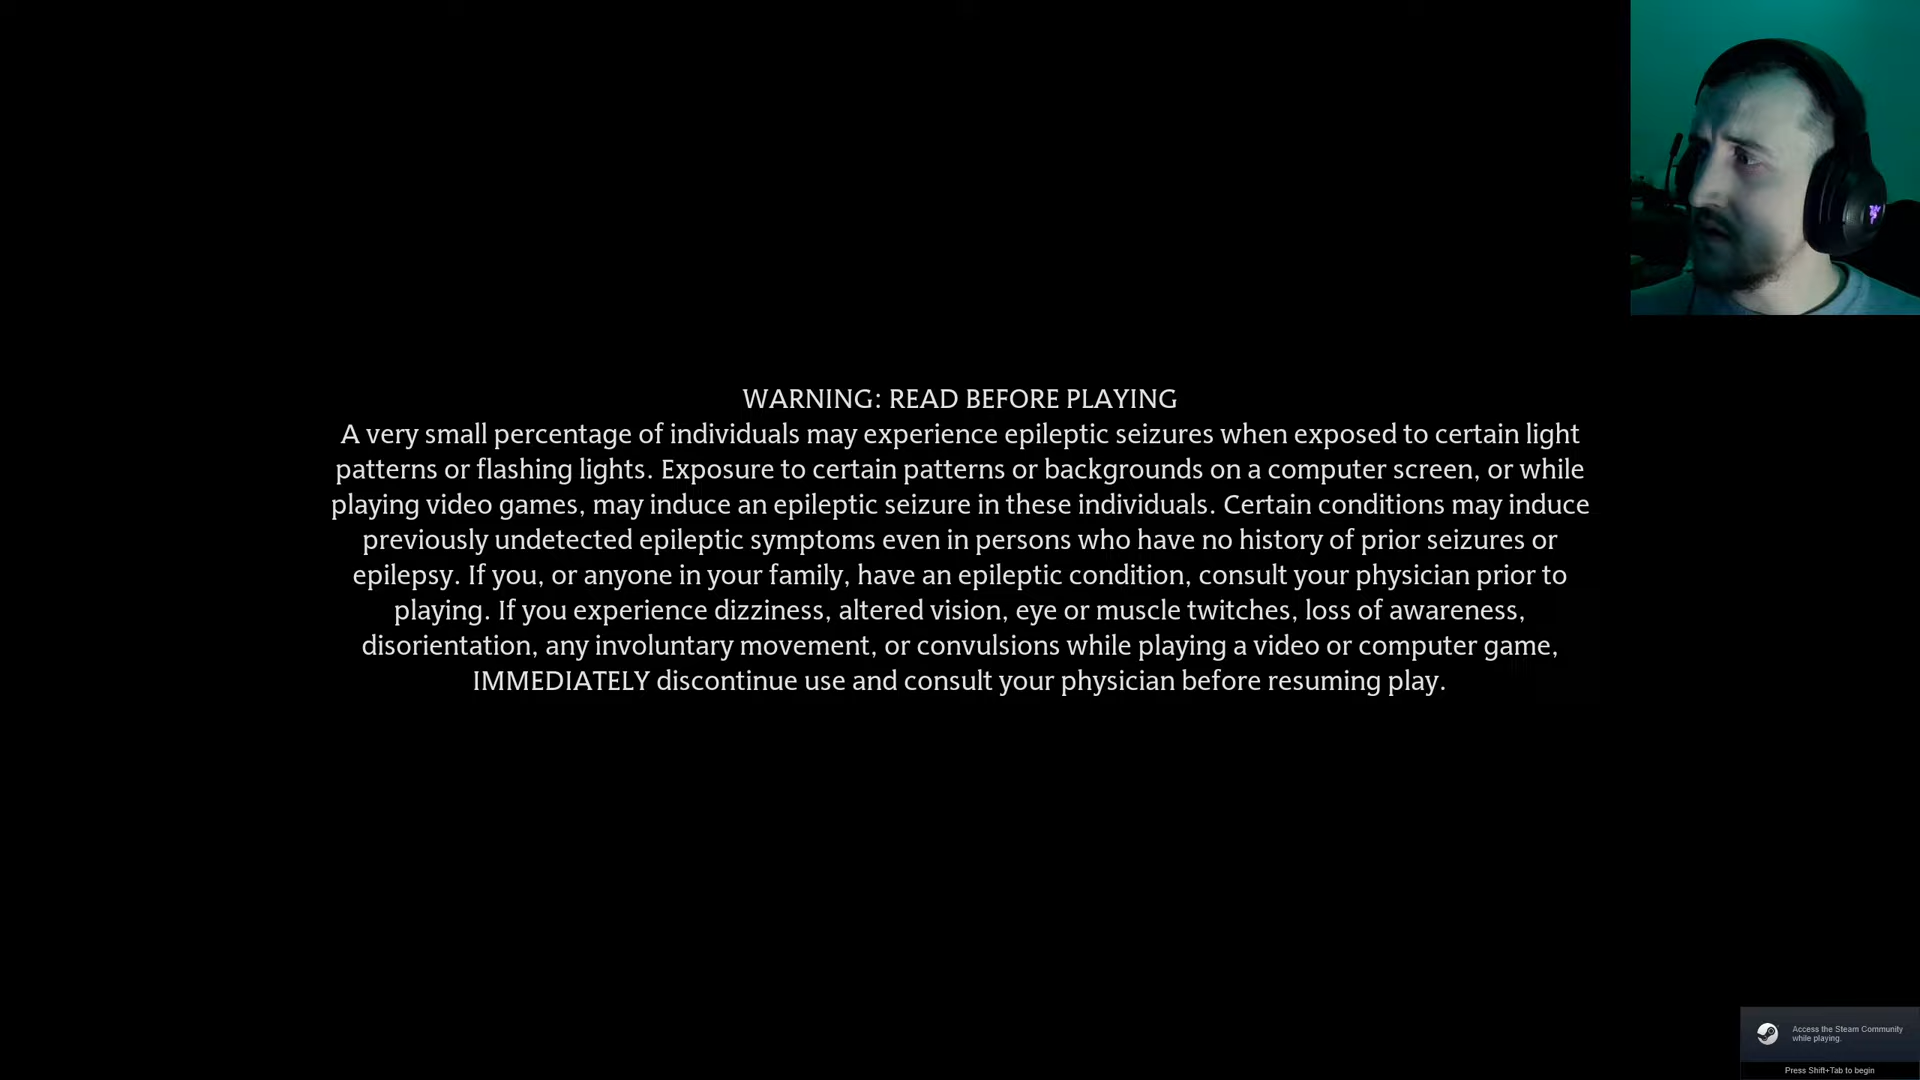 WARNING: READ BEFORE PLAYING
A very small percentage of individuals may experience epileptic seizures when exposed to certain light
patterns or flashing lights. Exposure to certain patterns or backgrounds on a computer screen, or while
playing video games, may induce an epileptic seizure in these individuals. Certain conditions may induce
previously undetected epileptic symptoms even in persons who have no history of prior seizures or
epilepsy. If you, or anyone in your family, have an epileptic condition, consult your physician prior to
playing. If you experience dizziness, altered vision, eye or muscle twitches, loss of awareness,
disorientation, any involuntary movement, or convulsions while playing a video or computer game,
IMMEDIATELY discontinue use and consult your physician before resuming play.
Access the Steam Community
while playing.
Press Shift+Tab to begin